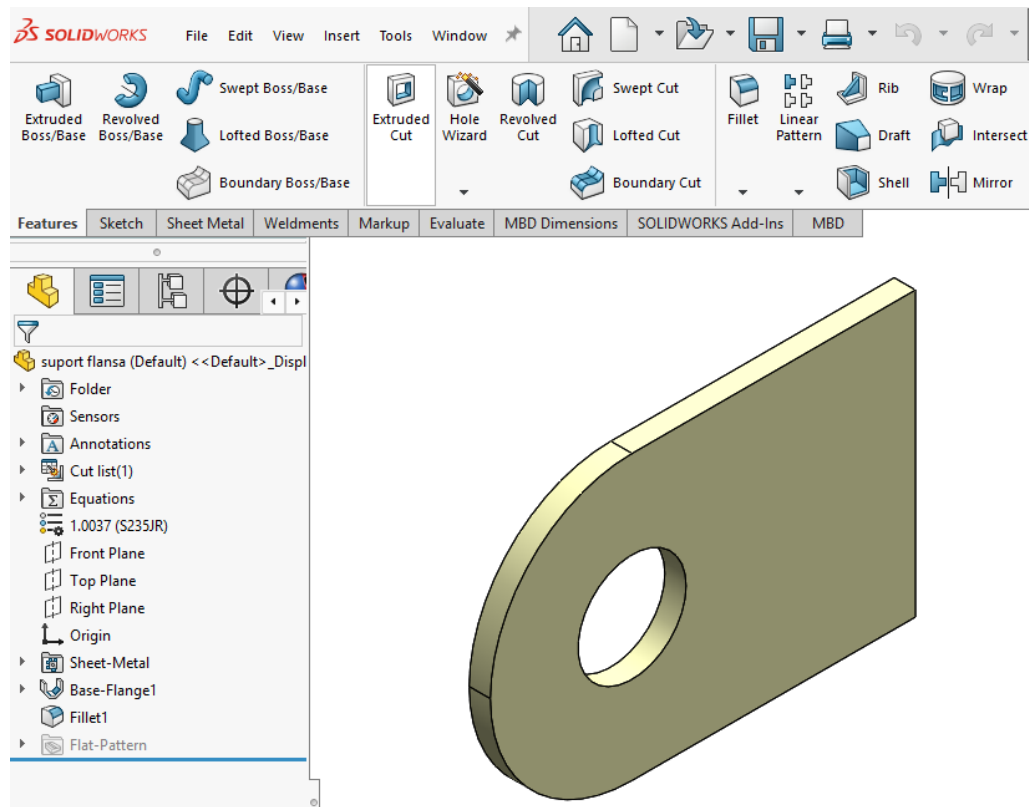 SOLIDWORKS File Edit View Insert Tools Window
Extruded Boss/Base
Revolved Boss/Base
Swept Boss/Base
Lofted Boss/Base
Boundary Boss/Base
Extruded Cut
Hole Wizard
Revolved Cut
Swept Cut
Lofted Cut
Boundary Cut
Fillet
Linear Pattern
Rib
Draft
Shell
Wrap
Intersect
Mirror
Features Sketch Sheet Metal Weldments Markup Evaluate MBD Dimensions SOLIDWORKS Add-Ins MBD
suport flansa (Default) <<Default>_Displ
Folder
Sensors
Annotations
Cut list(1)
Equations
1.0037 (S235JR)
Front Plane
Top Plane
Right Plane
Origin
Sheet-Metal
Base-Flange1
Fillet1
Flat-Pattern